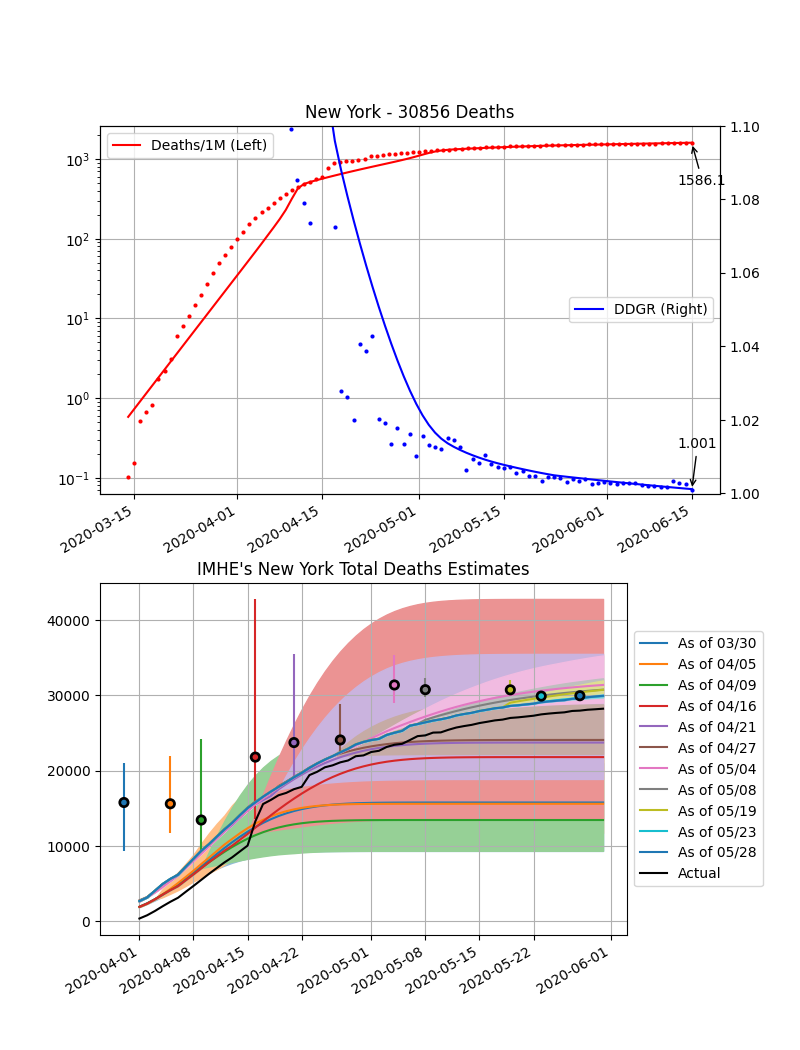 New York - 30856 Deaths
Deaths/1M (Left)
DDGR (Right)
1586.1
1.001
10³
10²
10¹
10⁰
10⁻¹
1.10
1.08
1.06
1.04
1.02
1.00
2020-03-15
2020-04-01
2020-04-15
2020-05-01
2020-05-15
2020-06-01
2020-06-15
IMHE's New York Total Deaths Estimates
40000
30000
20000
10000
0
2020-04-01
2020-04-08
2020-04-15
2020-04-22
2020-05-01
2020-05-08
2020-05-15
2020-05-22
2020-06-01
As of 03/30
As of 04/05
As of 04/09
As of 04/16
As of 04/21
As of 04/27
As of 05/04
As of 05/08
As of 05/19
As of 05/23
As of 05/28
Actual